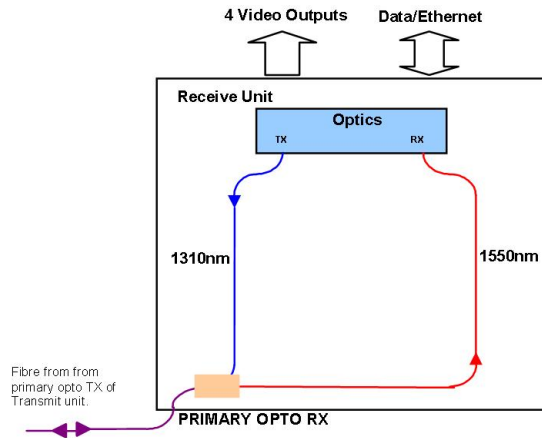 4 Video Outputs
Data/Ethernet
Receive Unit
Optics
TX
RX
1310nm
1550nm
Fibre from from
primary opto TX of
Transmit unit.
PRIMARY OPTO RX